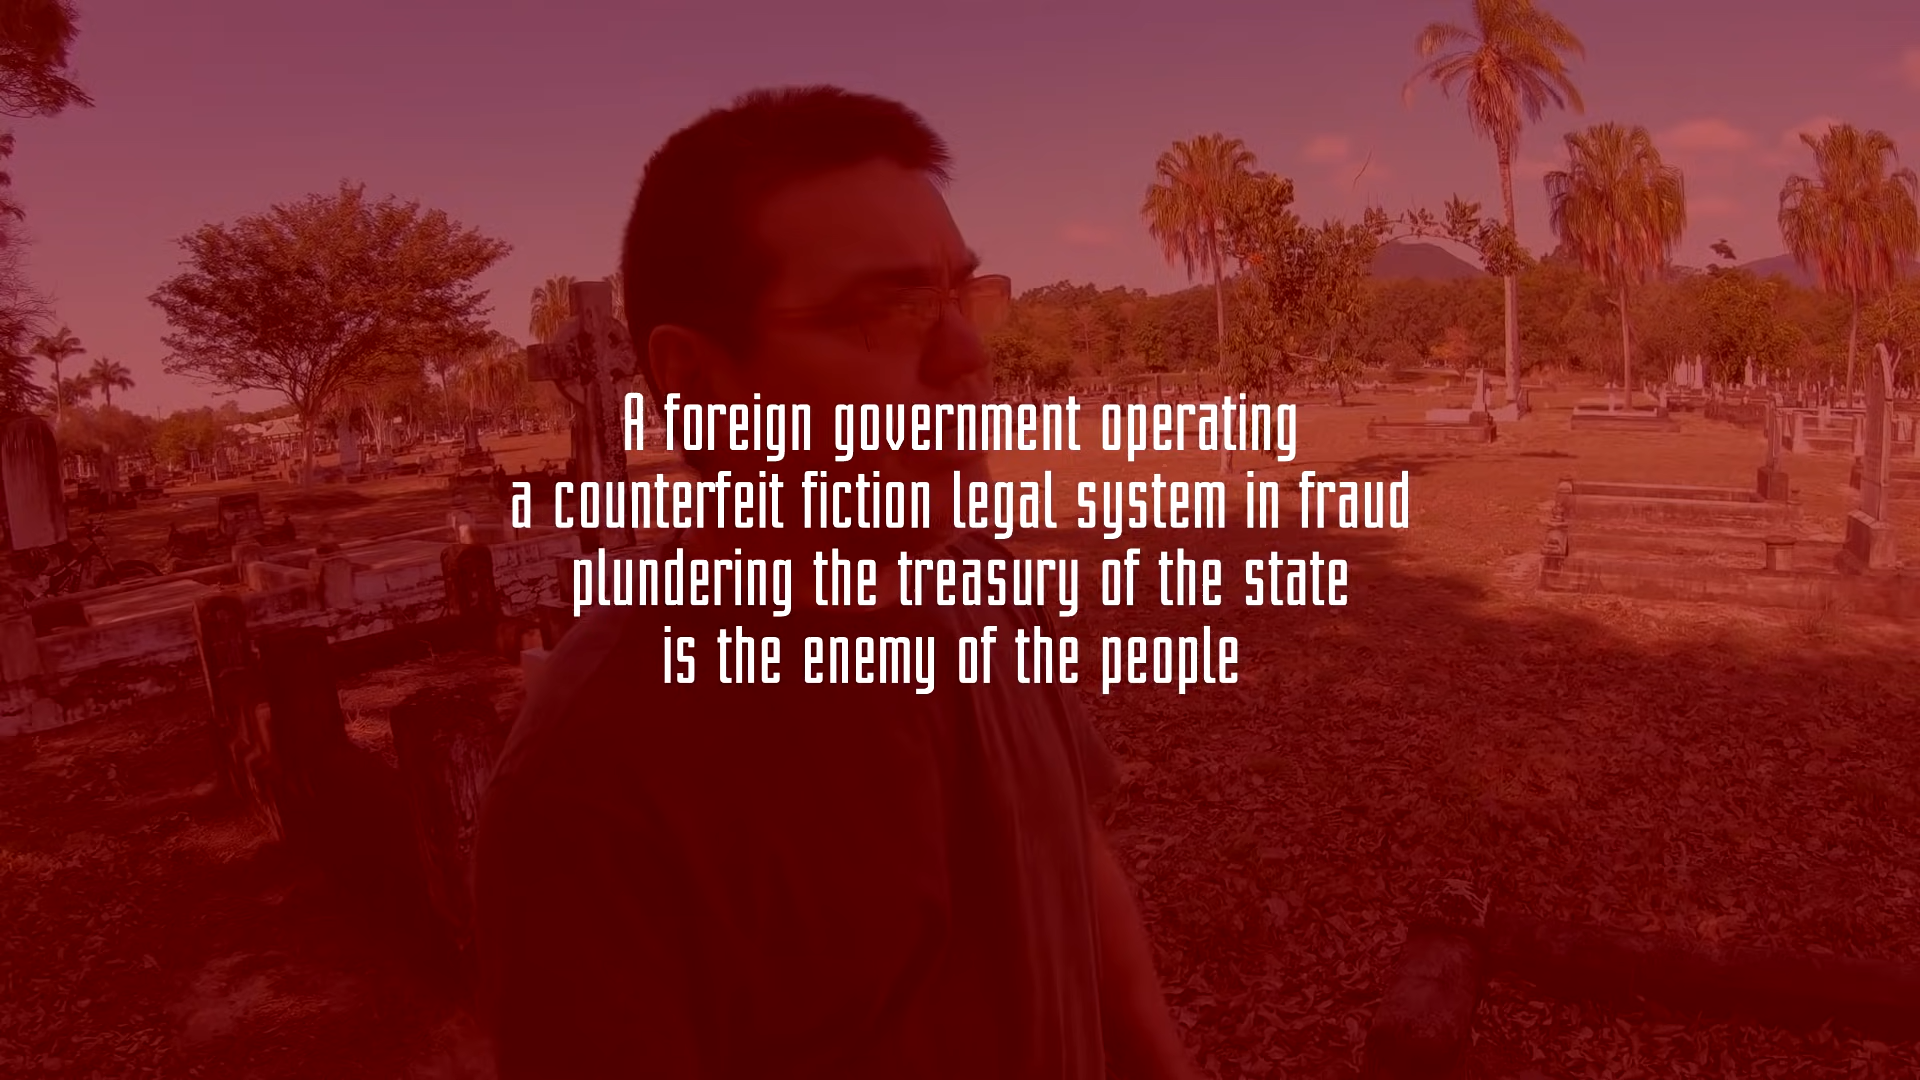 A foreign government operating
a counterfeit fiction legal system in fraud
plundering the treasury of the state
is the enemy of the people